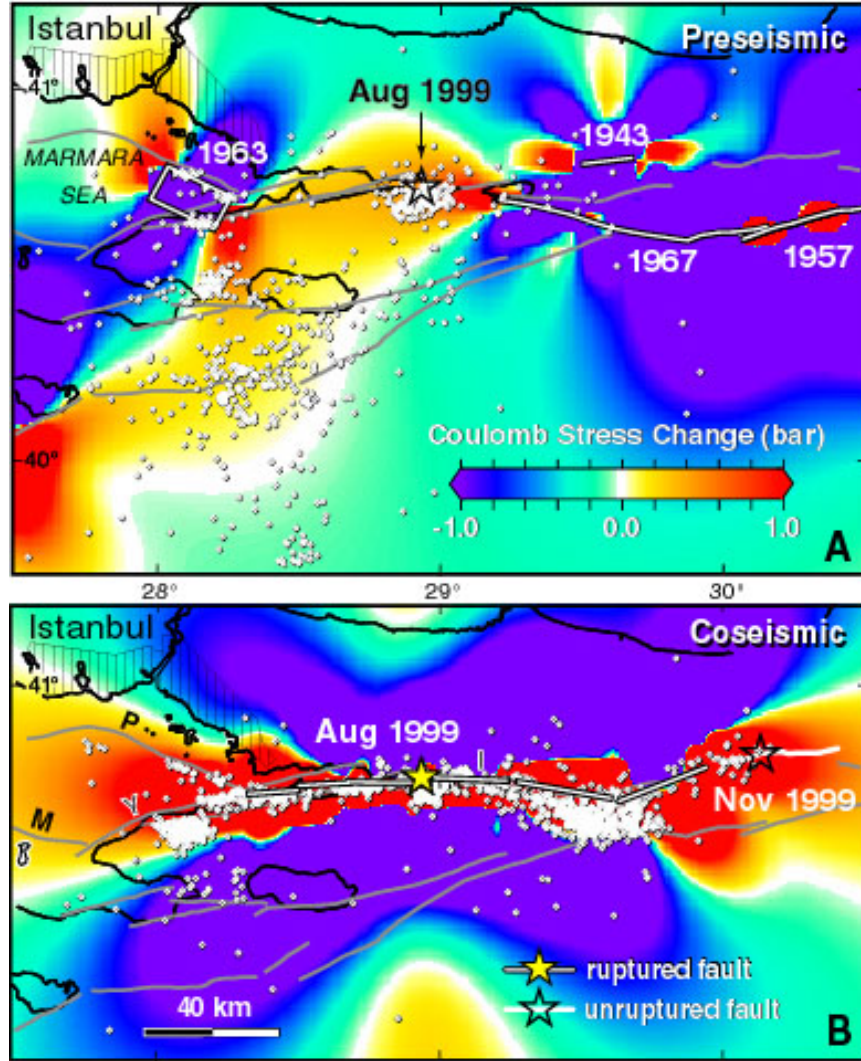 Istanbul
Preseismic
41°
Aug 1999
1943
MARMARA
1963
SEA
1967
1957
Coulomb Stress Change (bar)
40°
-1.0
0.0
1.0
A
28°
29°
30°
Istanbul
Coseismic
41°
P
Aug 1999
I
Y
Nov 1999
M
ruptured fault
unruptured fault
40 km
B